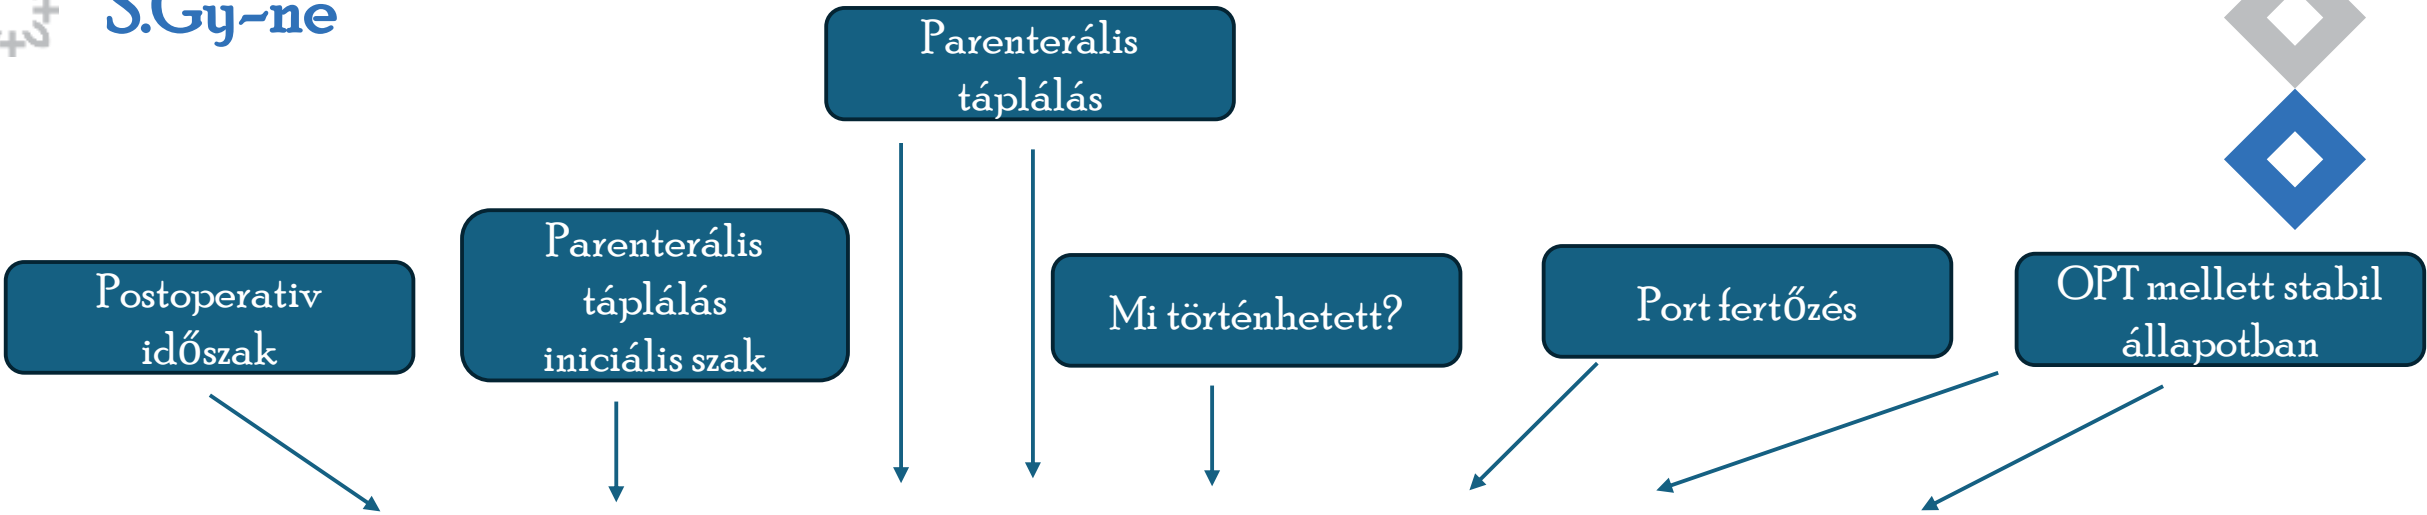 S.Gy-ne
Parenterális
táplálás
Postoperativ
időszak
Parenterális
táplálás
iniciális szak
Mi történhetett?
Port fertőzés
OPT mellett stabil
állapotban